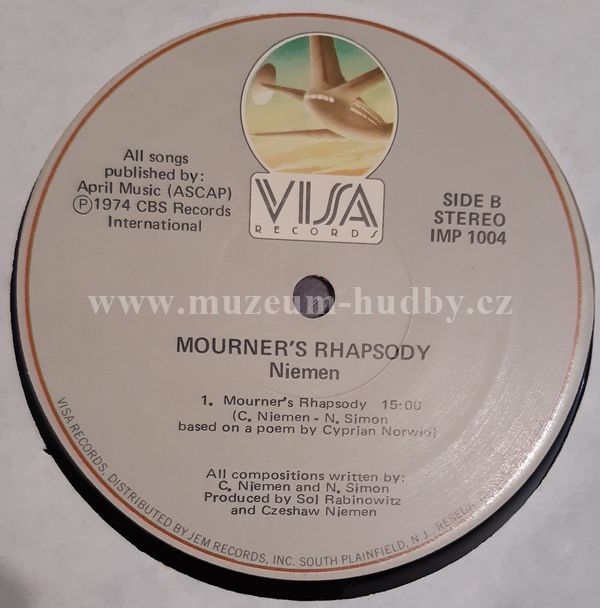 VISA
RECORDS
All songs
published by:
April Music (ASCAP)
Ⓟ1974 CBS Records
International
SIDE B
STEREO
IMP 1004
www.muzeum-hudby.cz
MOURNER'S RHAPSODY
Niemen
1. Mourner's Rhapsody 15:00
(C. Niemen - N. Simon
based on a poem by Cyprian Norwid)
All compositions written by:
C. Niemen and N. Simon
Produced by Sol Rabinowitz
and Czeshaw Niemen
VISA RECORDS, DISTRIBUTED BY JEM RECORDS, INC. SOUTH PLAINFIELD, N.J.